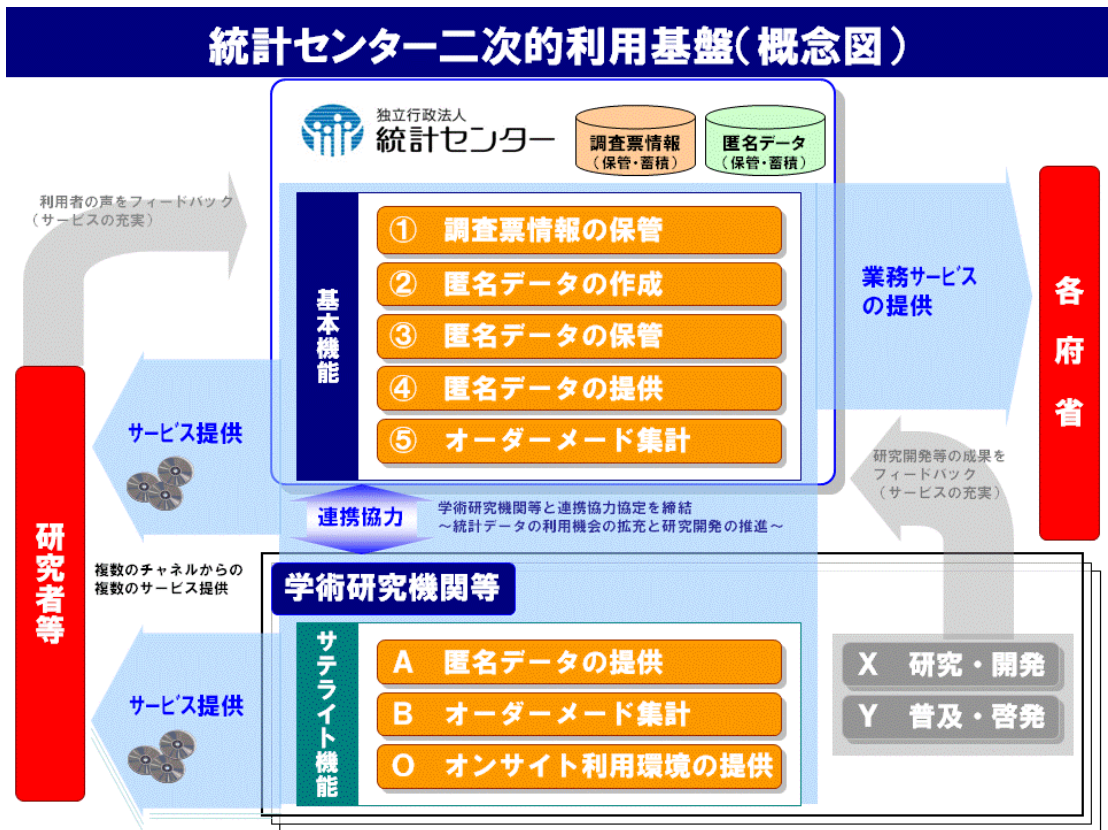 統計センター二次的利用基盤(概念図)
独立行政法人
統計センター
調査票情報
(保管・蓄積)
匿名データ
(保管・蓄積)
利用者の声をフィードバック
(サービスの充実)
基本機能
① 調査票情報の保管
② 匿名データの作成
③ 匿名データの保管
④ 匿名データの提供
⑤ オーダーメード集計
業務サービス
の提供
各府省
サービス提供
研究開発等の成果を
フィードバック
(サービスの充実)
連携協力
学術研究機関等と連携協力協定を締結
～統計データの利用機会の拡充と研究開発の推進～
研究者等
複数のチャネルからの
複数のサービス提供
学術研究機関等
サテライト機能
A 匿名データの提供
B オーダーメード集計
O オンサイト利用環境の提供
X 研究・開発
Y 普及・啓発
サービス提供